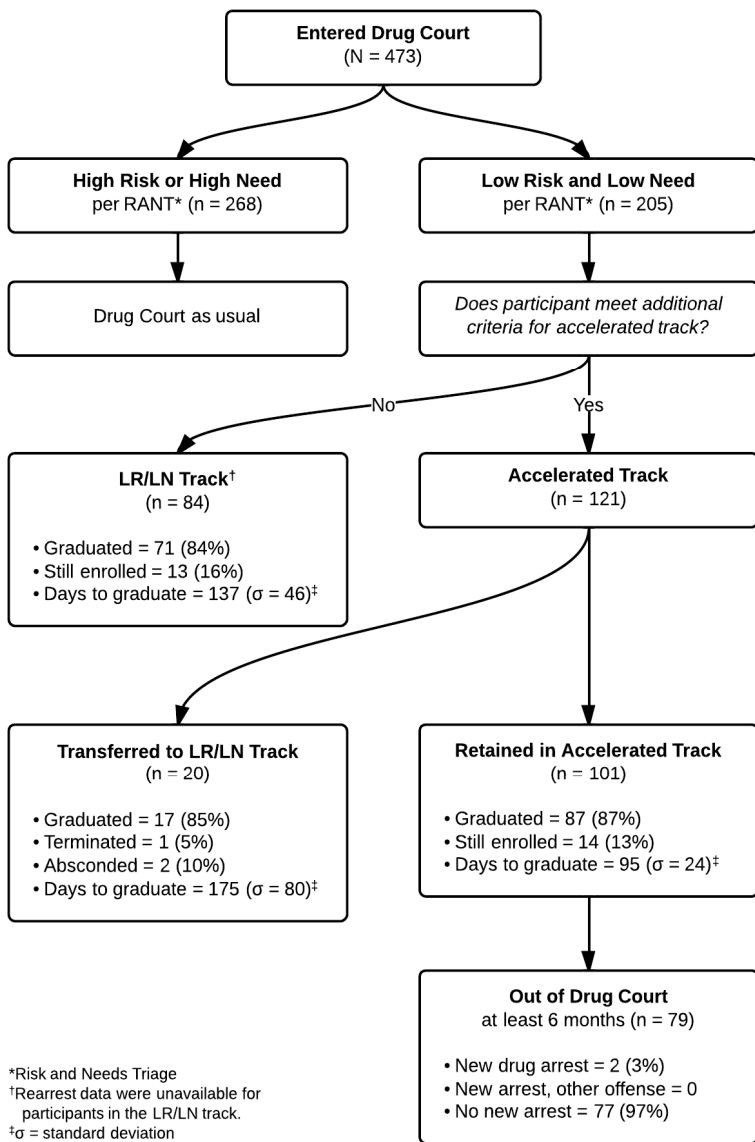 Entered Drug Court
(N = 473)
High Risk or High Need
per RANT* (n = 268)
Low Risk and Low Need
per RANT* (n = 205)
Drug Court as usual
Does participant meet additional
criteria for accelerated track?
No
Yes
LR/LN Track†
(n = 84)
• Graduated = 71 (84%)
• Still enrolled = 13 (16%)
• Days to graduate = 137 (σ = 46)‡
Accelerated Track
(n = 121)
Transferred to LR/LN Track
(n = 20)
• Graduated = 17 (85%)
• Terminated = 1 (5%)
• Absconded = 2 (10%)
• Days to graduate = 175 (σ = 80)‡
Retained in Accelerated Track
(n = 101)
• Graduated = 87 (87%)
• Still enrolled = 14 (13%)
• Days to graduate = 95 (σ = 24)‡
Out of Drug Court
at least 6 months (n = 79)
• New drug arrest = 2 (3%)
• New arrest, other offense = 0
• No new arrest = 77 (97%)
*Risk and Needs Triage
†Rearrest data were unavailable for
participants in the LR/LN track.
‡σ = standard deviation